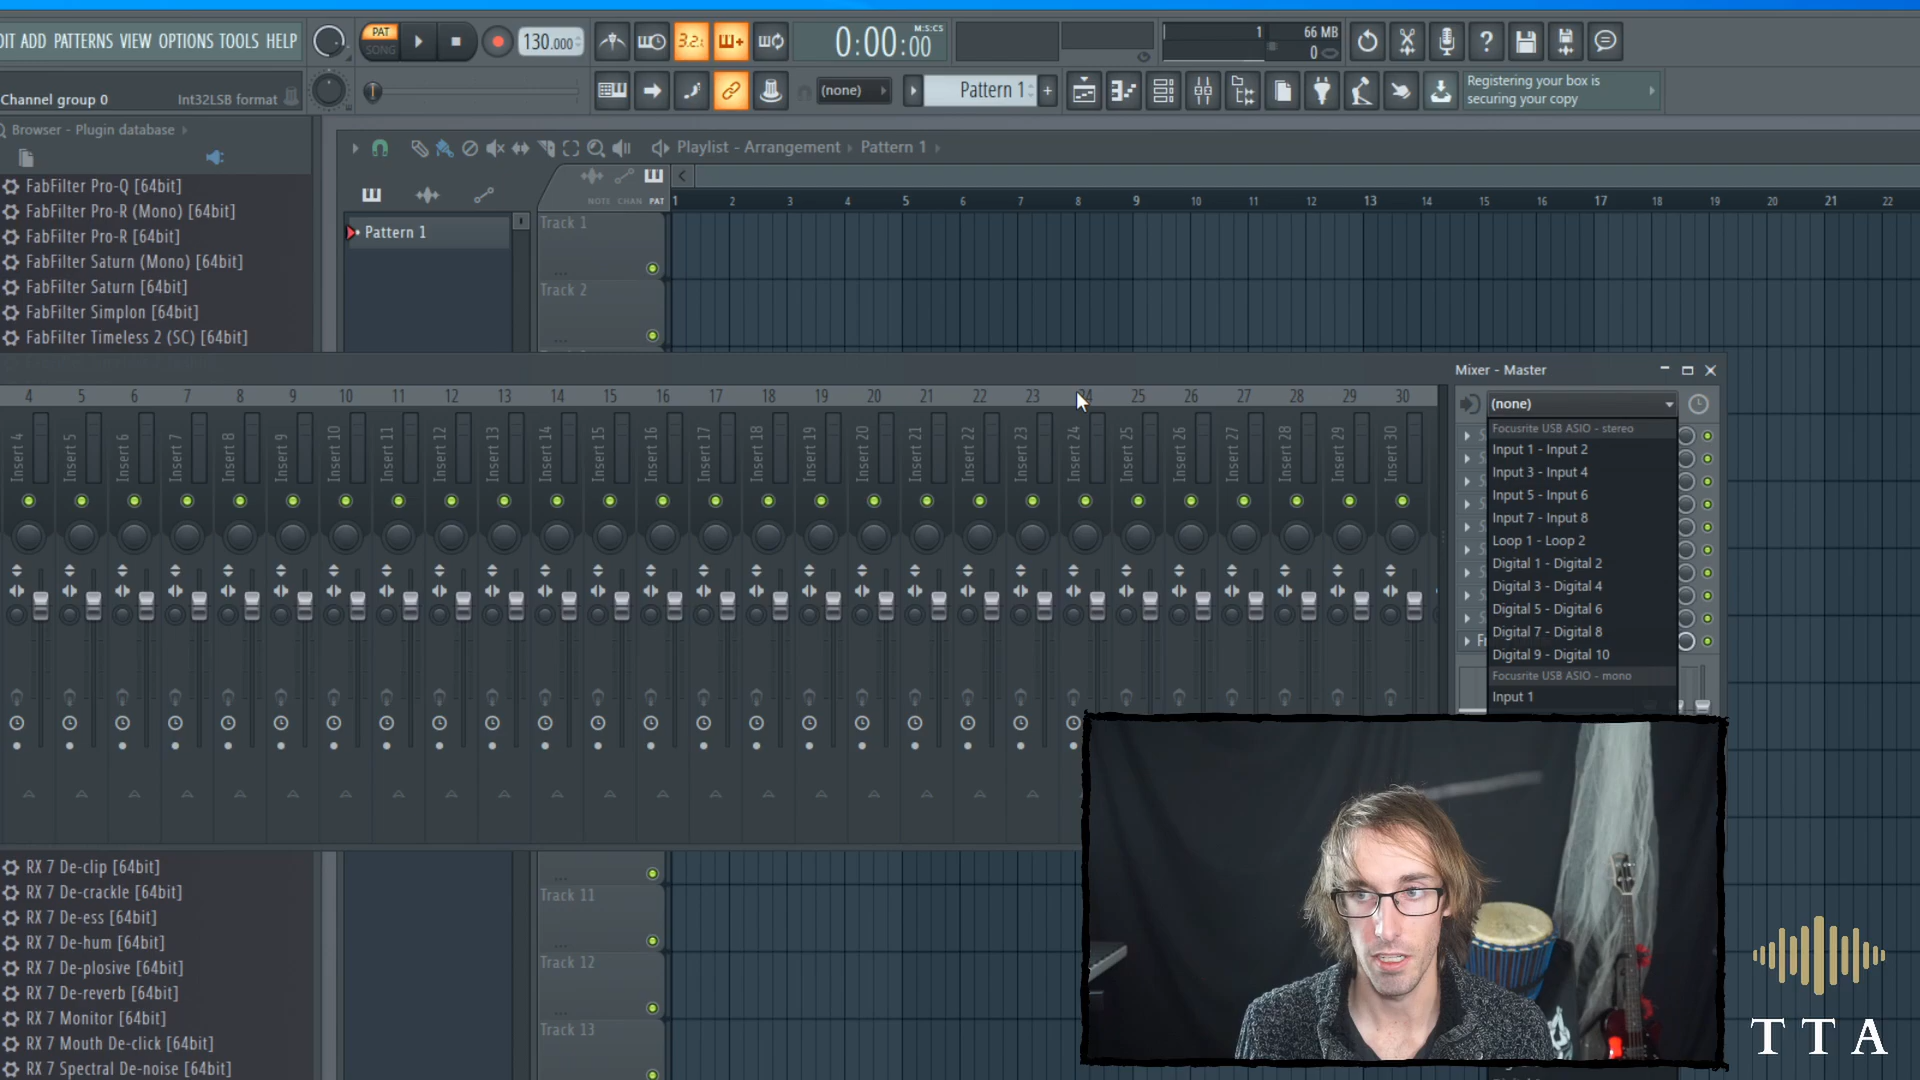 DIT ADD PATTERNS VIEW OPTIONS TOOLS HELP
PAT
SONG
130.000
3.2.1
0:00:00
M:S:CS
1
66 MB
0
Channel group 0
Int32LSB format
(none)
Pattern 1
Registering your box is
securing your copy
Browser - Plugin database
FabFilter Pro-Q [64bit]
FabFilter Pro-R (Mono) [64bit]
FabFilter Pro-R [64bit]
FabFilter Saturn (Mono) [64bit]
FabFilter Saturn [64bit]
FabFilter Simplon [64bit]
FabFilter Timeless 2 (SC) [64bit]
Playlist - Arrangement
Pattern 1
NOTE CHAN PAT
1 2 3 4 5 6 7 8 9 10 11 12 13 14 15 16 17 18 19 20 21 22
Pattern 1
Track 1
Track 2
4 5 6 7 8 9 10 11 12 13 14 15 16 17 18 19 20 21 22 23 24 25 26 27 28 29 30
Insert 4
Insert 5
Insert 6
Insert 7
Insert 8
Insert 9
Insert 10
Insert 11
Insert 12
Insert 13
Insert 14
Insert 15
Insert 16
Insert 17
Insert 18
Insert 19
Insert 20
Insert 21
Insert 22
Insert 23
Insert 24
Insert 25
Insert 26
Insert 27
Insert 28
Insert 29
Insert 30
Mixer - Master
(none)
Focusrite USB ASIO - stereo
Input 1 - Input 2
Input 3 - Input 4
Input 5 - Input 6
Input 7 - Input 8
Loop 1 - Loop 2
Digital 1 - Digital 2
Digital 3 - Digital 4
Digital 5 - Digital 6
Digital 7 - Digital 8
Digital 9 - Digital 10
Focusrite USB ASIO - mono
Input 1
RX 7 De-clip [64bit]
RX 7 De-crackle [64bit]
RX 7 De-ess [64bit]
RX 7 De-hum [64bit]
RX 7 De-plosive [64bit]
RX 7 De-reverb [64bit]
RX 7 Monitor [64bit]
RX 7 Mouth De-click [64bit]
RX 7 Spectral De-noise [64bit]
Track 11
Track 12
Track 13
TTA